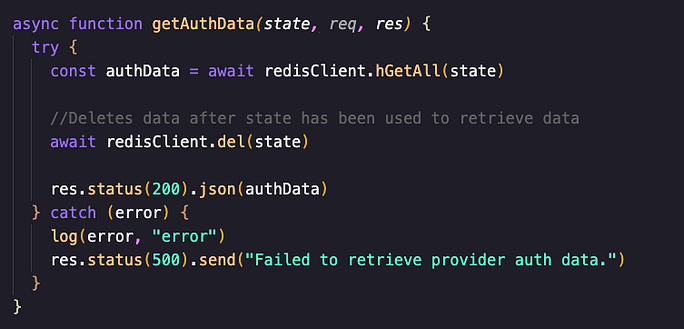 async function getAuthData(state, req, res) {
  try {
    const authData = await redisClient.hGetAll(state)

    //Deletes data after state has been used to retrieve data
    await redisClient.del(state)

    res.status(200).json(authData)
  } catch (error) {
    log(error, "error")
    res.status(500).send("Failed to retrieve provider auth data.")
  }
}